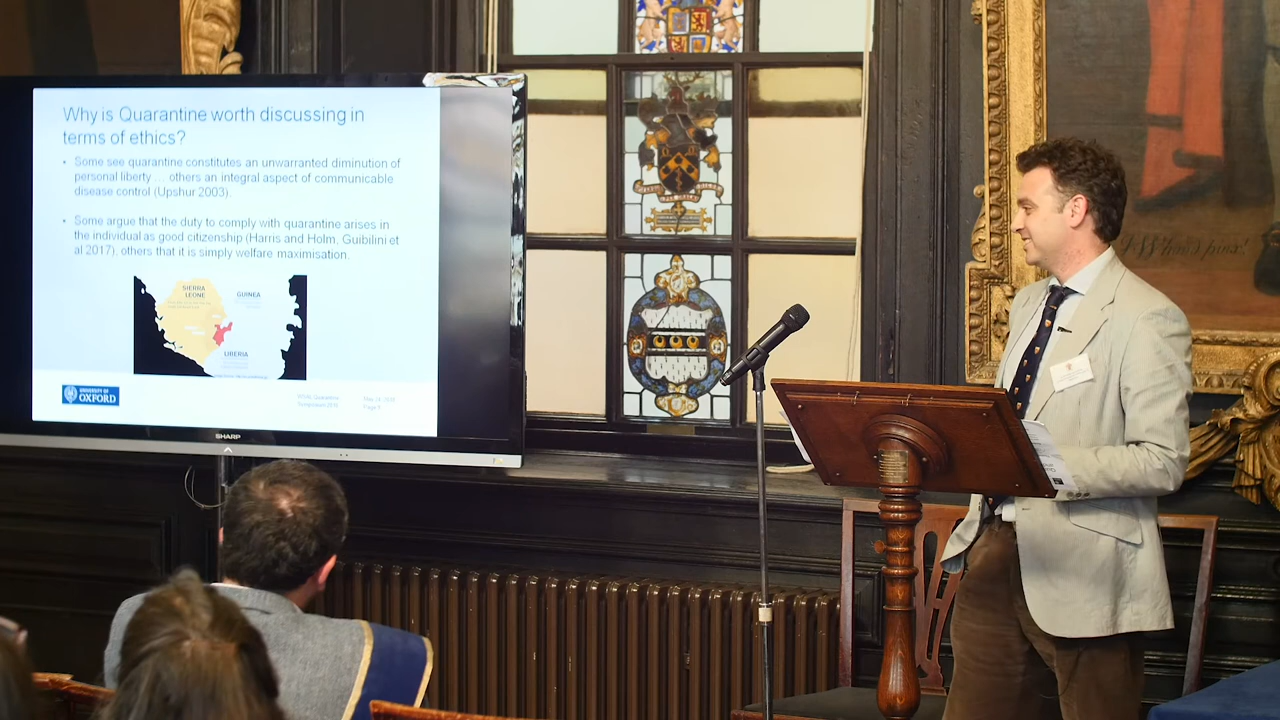 Why is Quarantine worth discussing in
terms of ethics?
• Some see quarantine constitutes an unwarranted diminution of
personal liberty … others an integral aspect of communicable
disease control (Upshur 2003).
• Some argue that the duty to comply with quarantine arises in
the individual as good citizenship (Harris and Holm, Guibilini et
al 2017), others that it is simply welfare maximisation.
SIERRA
LEONE
GUINEA
LIBERIA
UNIVERSITY OF
OXFORD
SHARP